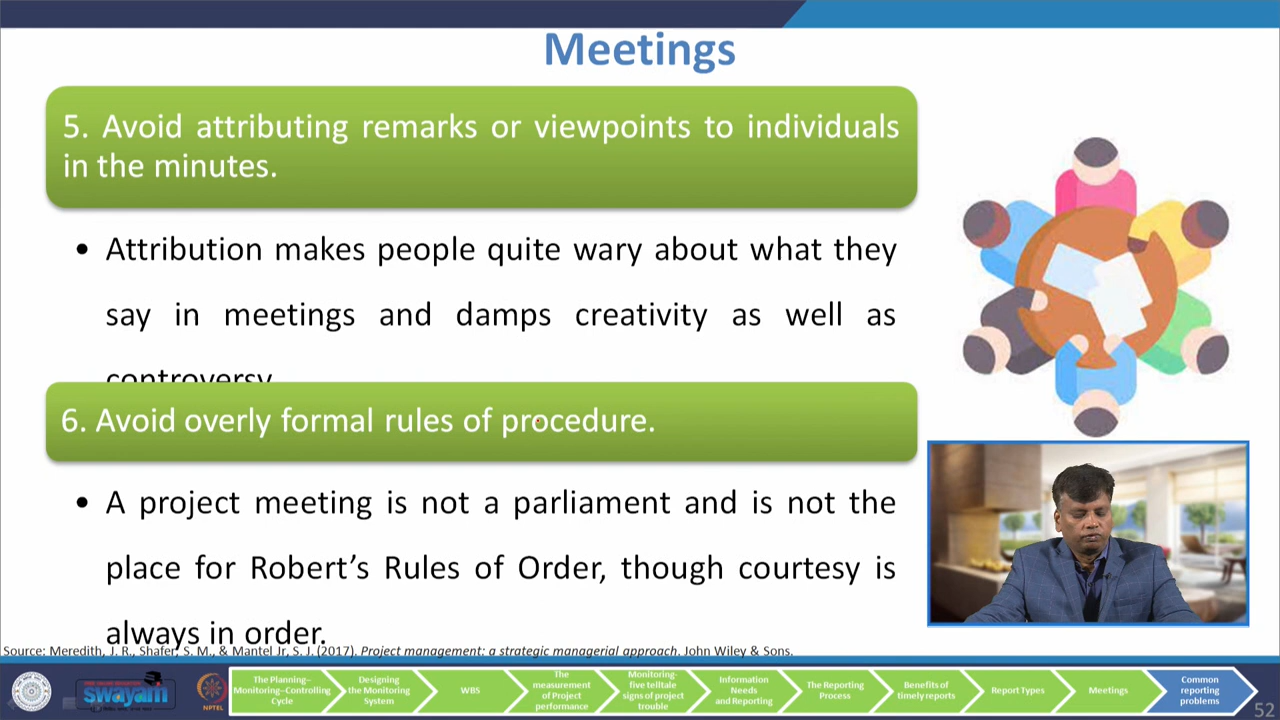 Meetings
5. Avoid attributing remarks or viewpoints to individuals
in the minutes.
• Attribution makes people quite wary about what they
say in meetings and damps creativity as well as
controversy.
6. Avoid overly formal rules of procedure.
• A project meeting is not a parliament and is not the
place for Robert's Rules of Order, though courtesy is
always in order.
Source: Meredith, J. R., Shafer, S. M., & Mantel Jr, S. J. (2017). Project management: a strategic managerial approach. John Wiley & Sons.
swayam
NPTEL
The Planning–
Monitoring–Controlling
Cycle
Designing
the Monitoring
System
WBS
The
measurement
of Project
performance
Monitoring-
five telltale
signs of project
trouble
Information
Needs
and Reporting
The Reporting
Process
Benefits of
timely reports
Report Types
Meetings
Common
reporting
problems
52